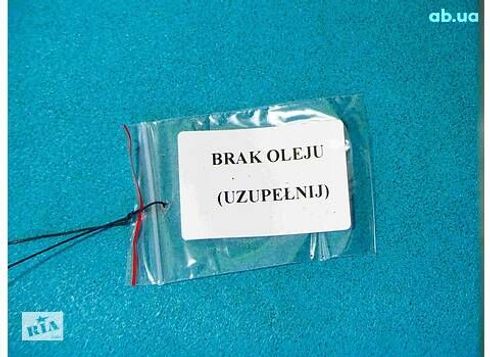 ab.ua
BRAK OLEJU
(UZUPEŁNIJ)
RIA